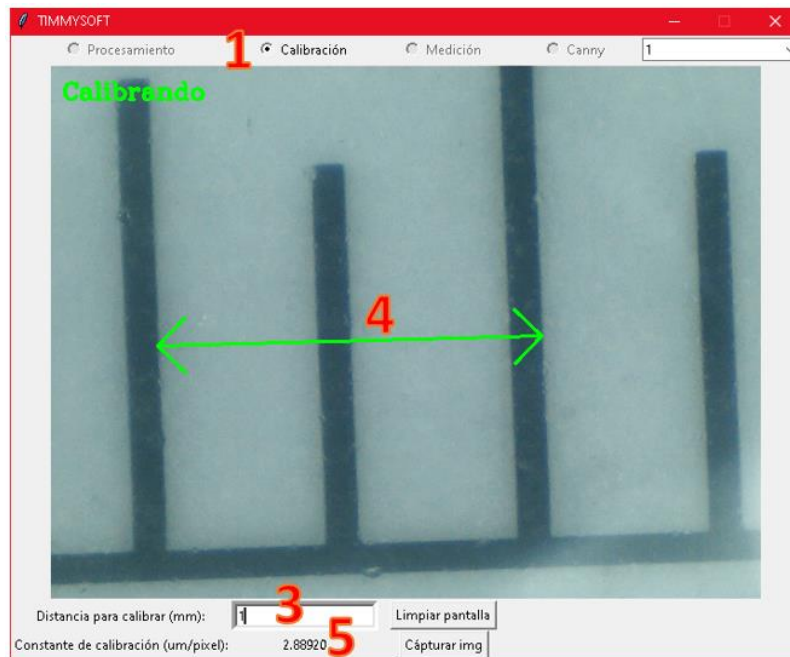 TIMMYSOFT
1
Procesamiento Calibración Medición Canny 1
Calibrando
4
3
Distancia para calibrar (mm): 1 Limpiar pantalla
5
Constante de calibración (um/pixel): 2.88920 Cápturar img